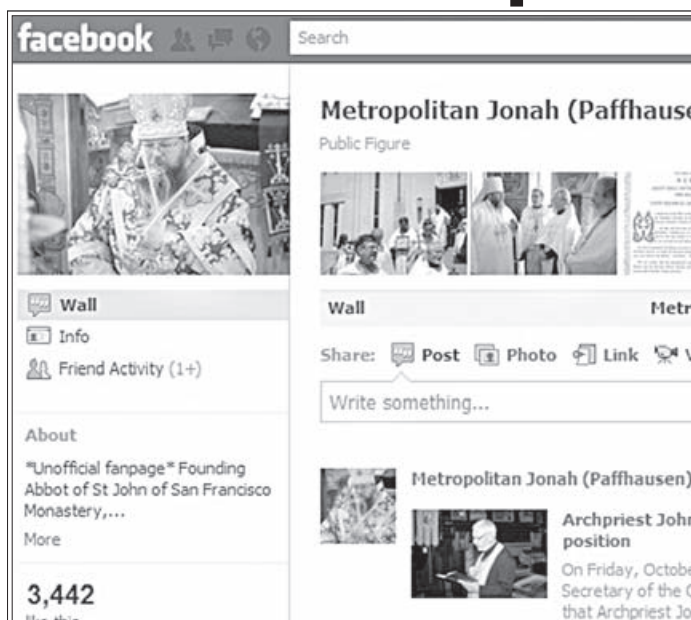 facebook
Search
Metropolitan Jonah (Paffhause
Public Figure
Wall
Info
Friend Activity (1+)
Wall
Metr
Share: Post Photo Link V
Write something...
About
*Unofficial fanpage* Founding
Abbot of St John of San Francisco
Monastery,...
More
3,442
like this
Metropolitan Jonah (Paffhausen)
Archpriest John
position
On Friday, Octobe
Secretary of the O
that Archpriest Jo